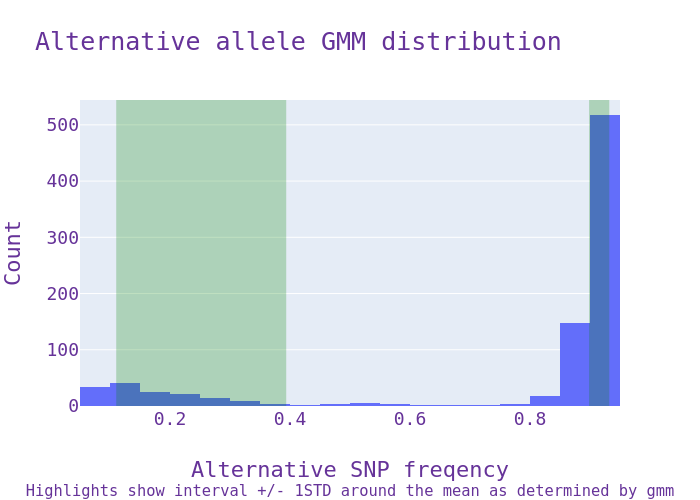 Alternative allele GMM distribution
500
400
300
200
100
0
Count
0.2 0.4 0.6 0.8
Alternative SNP freqency
Highlights show interval +/- 1STD around the mean as determined by gmm